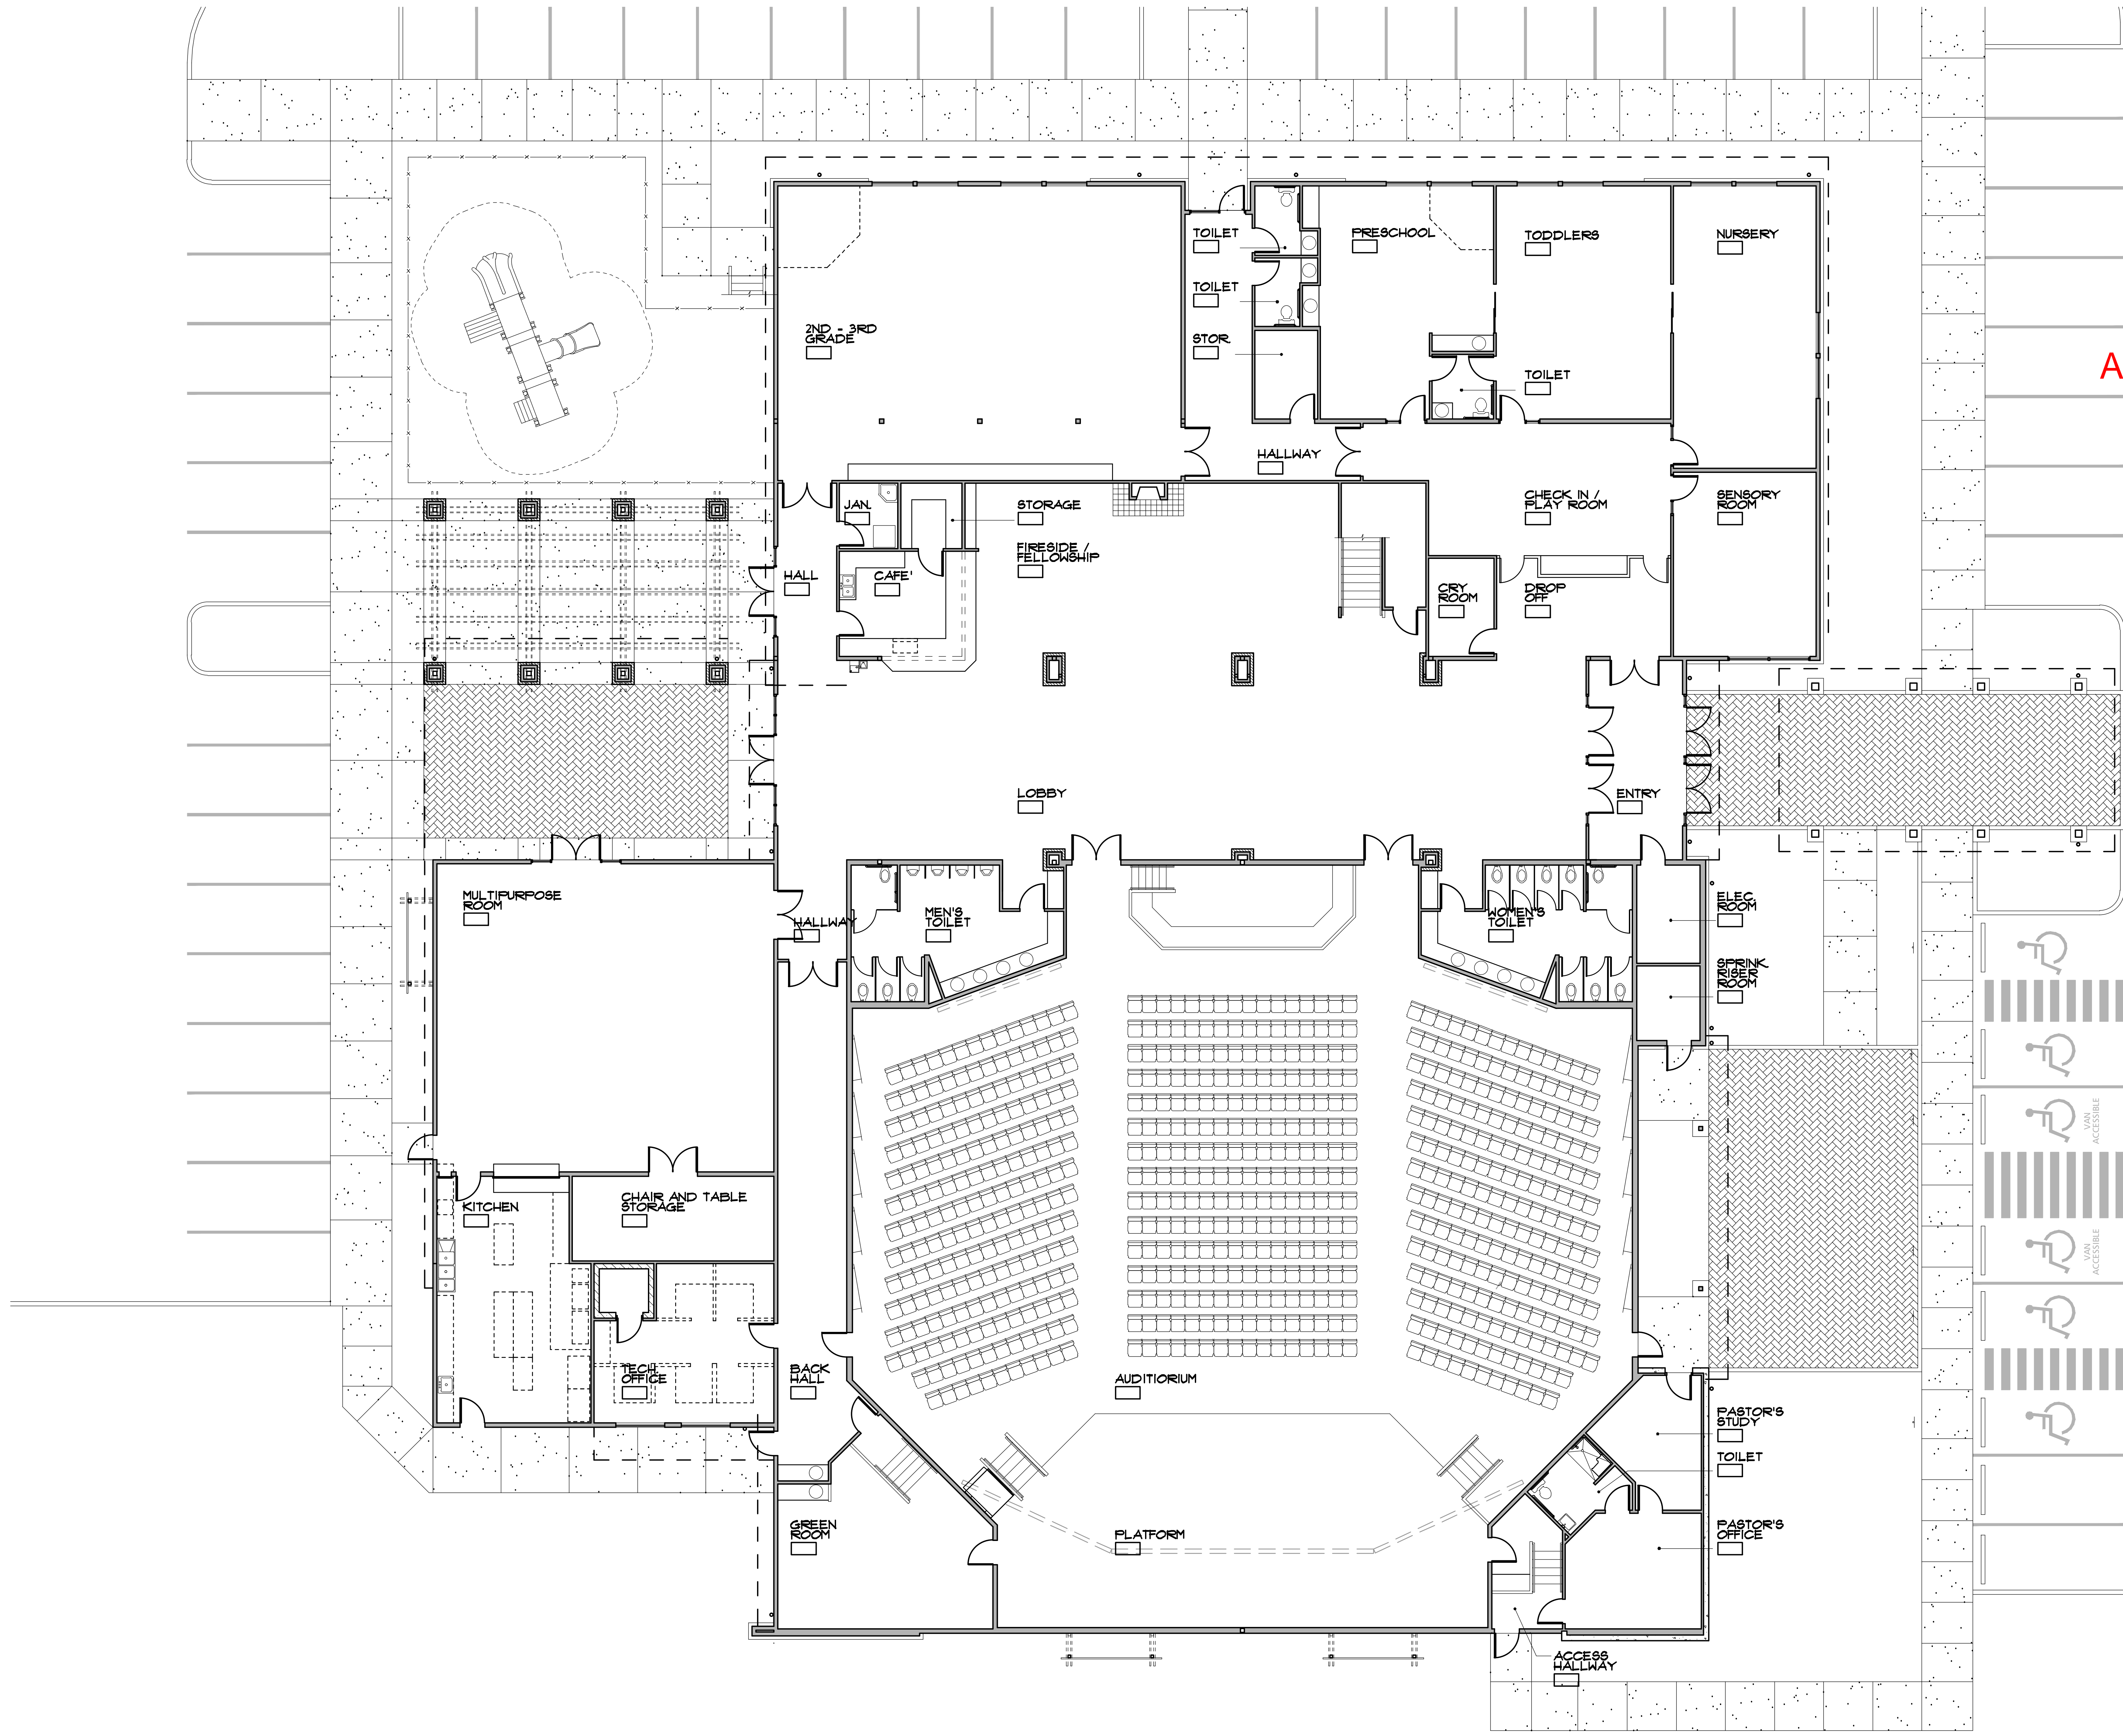 TOILET
PRESCHOOL
TODDLERS
NURSERY
TOILET
2ND - 3RD
GRADE
STOR.
TOILET
A
HALLWAY
JAN.
STORAGE
CHECK IN /
PLAY ROOM
SENSORY
ROOM
FIRESIDE /
FELLOWSHIP
HALL
CAFE'
CRY
ROOM
DROP
OFF
LOBBY
ENTRY
MULTIPURPOSE
ROOM
HALLWAY
MEN'S
TOILET
WOMEN'S
TOILET
ELEC.
ROOM
SPRINK
RISER
ROOM
VAN
ACCESSIBLE
KITCHEN
CHAIR AND TABLE
STORAGE
VAN
ACCESSIBLE
TECH
OFFICE
BACK
HALL
AUDITIORIUM
PASTOR'S
STUDY
TOILET
GREEN
ROOM
PLATFORM
PASTOR'S
OFFICE
ACCESS
HALLWAY